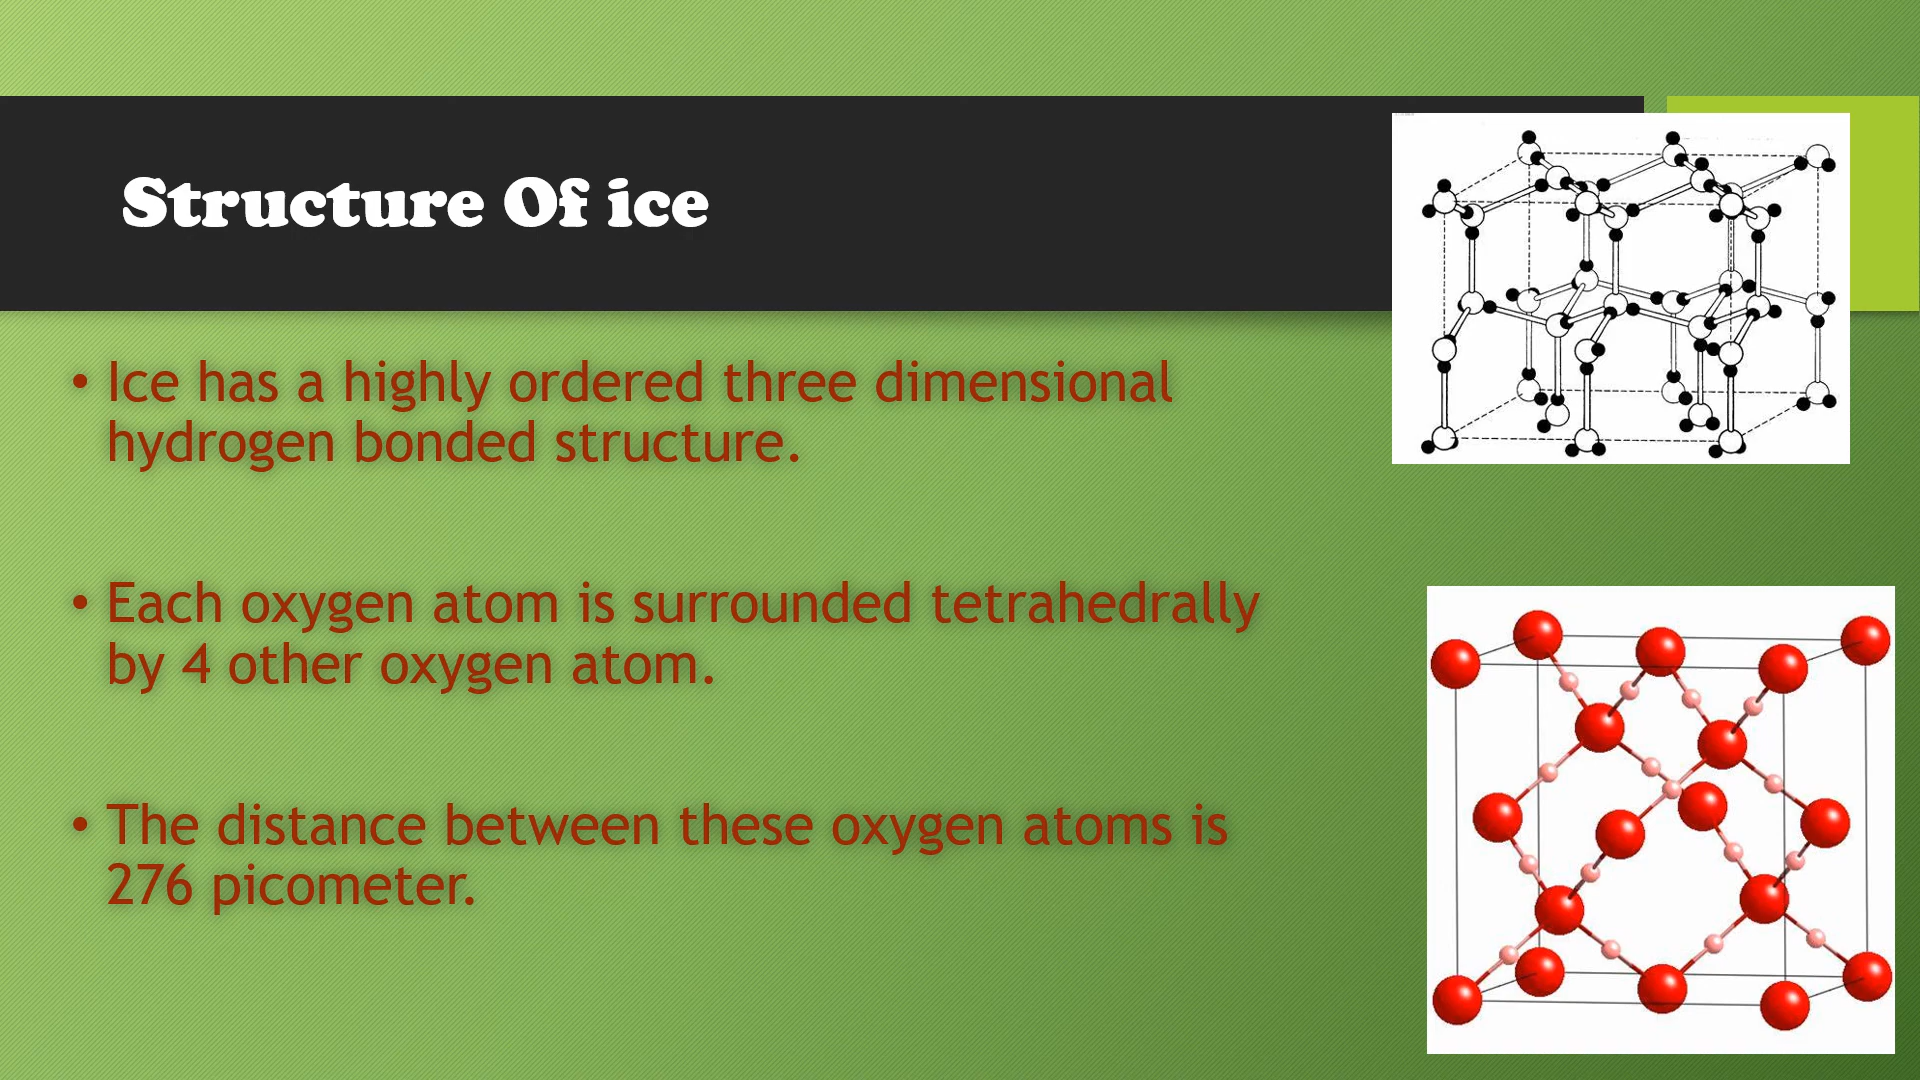 Structure Of ice
• Ice has a highly ordered three dimensional
hydrogen bonded structure.
• Each oxygen atom is surrounded tetrahedrally
by 4 other oxygen atom.
• The distance between these oxygen atoms is
276 picometer.